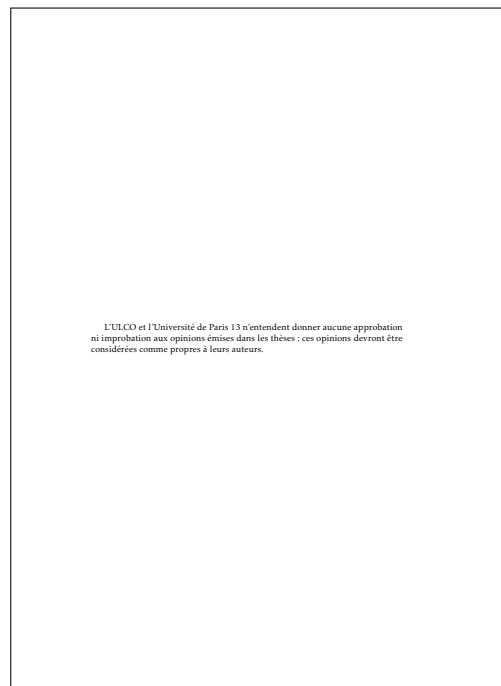 L'ULCO et l'Université de Paris 13 n'entendent donner aucune approbation
ni improbation aux opinions émises dans les thèses : ces opinions devront être
considérées comme propres à leurs auteurs.